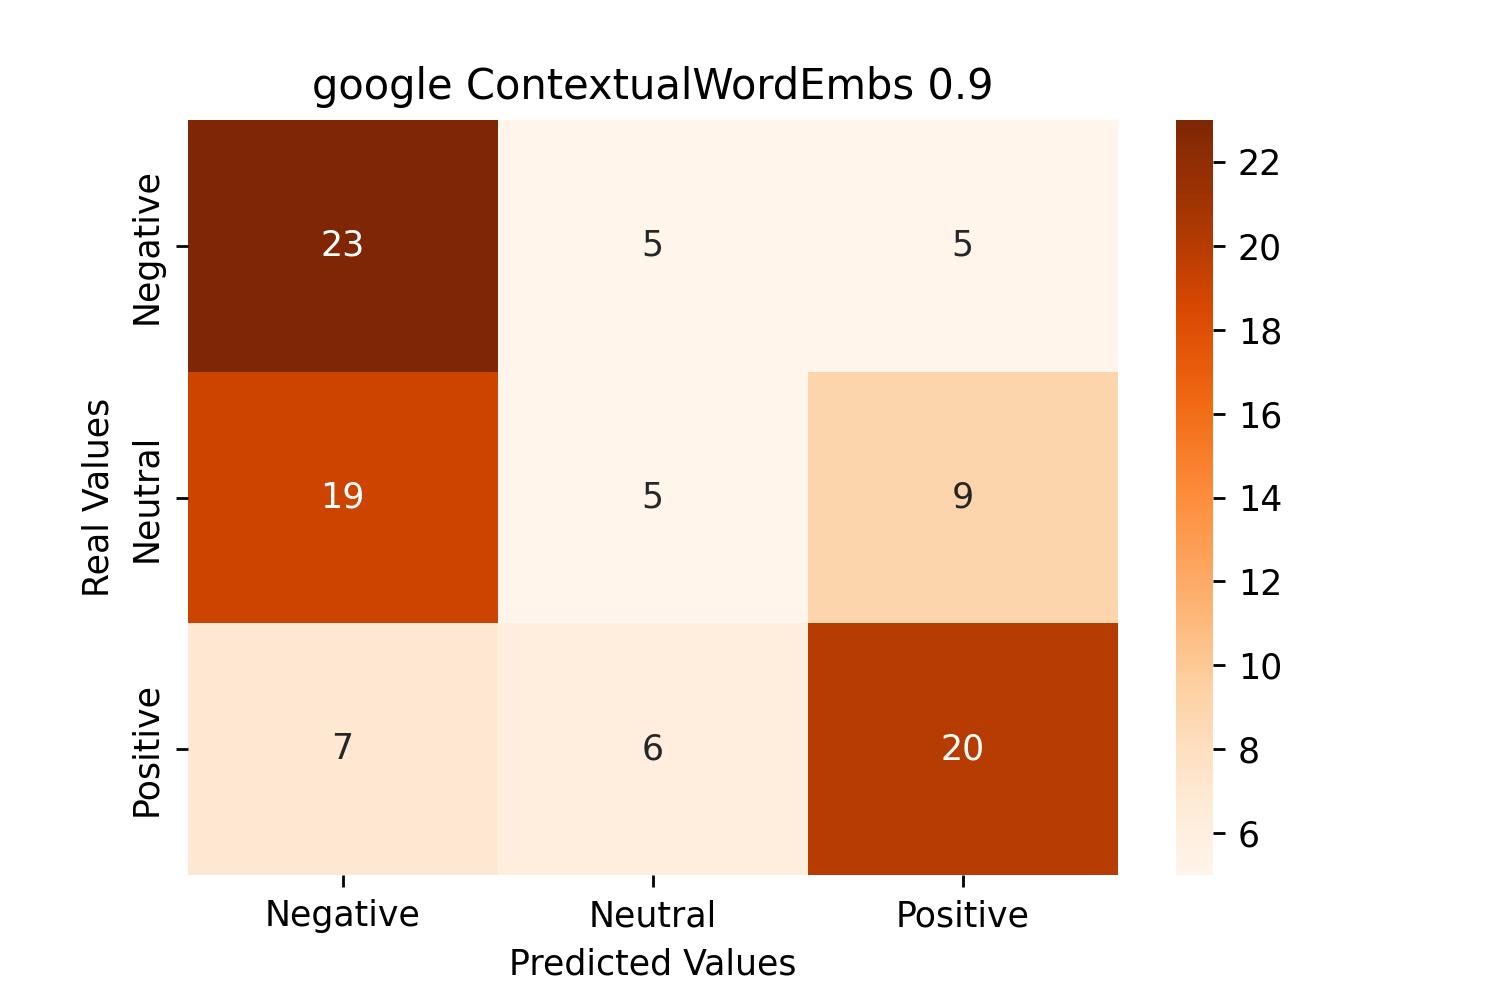 google ContextualWordEmbs 0.9
Real Values
Negative
23 5 5
Neutral
19 5 9
Positive
7 6 20
Negative Neutral Positive
Predicted Values
22
20
18
16
14
12
10
8
6